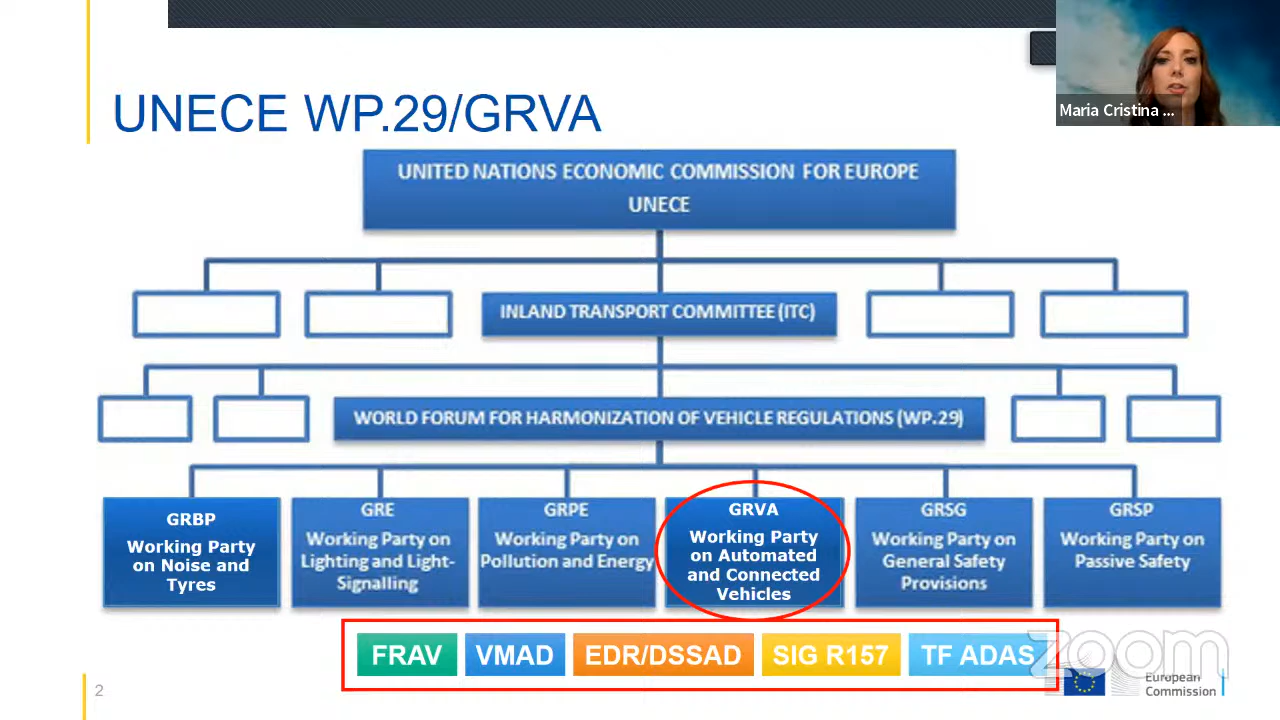 UNECE WP.29/GRVA
Maria Cristina ...
UNITED NATIONS ECONOMIC COMMISSION FOR EUROPE
UNECE
INLAND TRANSPORT COMMITTEE (ITC)
WORLD FORUM FOR HARMONIZATION OF VEHICLE REGULATIONS (WP.29)
GRBP
Working Party
on Noise and
Tyres
GRE
Working Party on
Lighting and Light-
Signalling
GRPE
Working Party on
Pollution and Energy
GRVA
Working Party
on Automated
and Connected
Vehicles
GRSG
Working Party on
General Safety
Provisions
GRSP
Working Party on
Passive Safety
FRAV
VMAD
EDR/DSSAD
SIG R157
TF ADAS
zoom
2
European
Commission